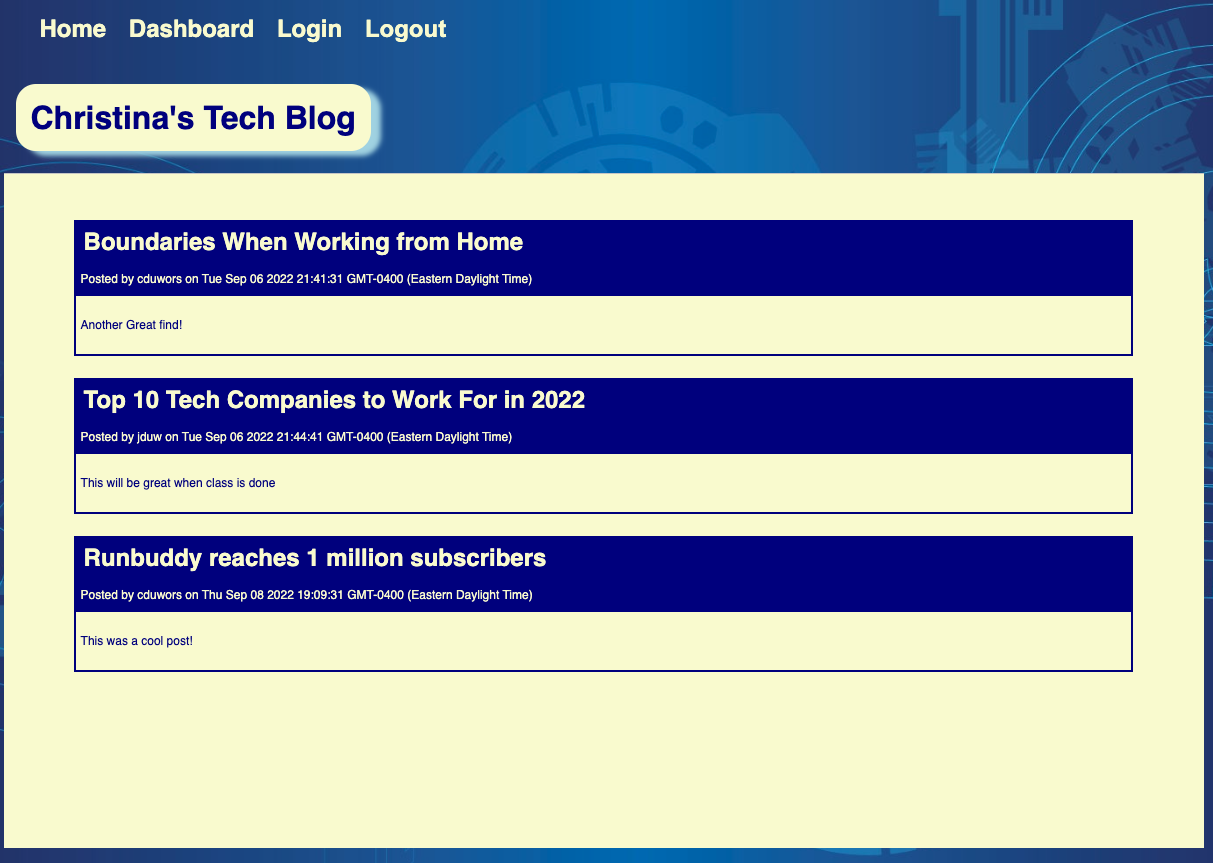 Home Dashboard Login Logout
Christina's Tech Blog
Boundaries When Working from Home
Posted by cduwors on Tue Sep 06 2022 21:41:31 GMT-0400 (Eastern Daylight Time)
Another Great find!
Top 10 Tech Companies to Work For in 2022
Posted by jduw on Tue Sep 06 2022 21:44:41 GMT-0400 (Eastern Daylight Time)
This will be great when class is done
Runbuddy reaches 1 million subscribers
Posted by cduwors on Thu Sep 08 2022 19:09:31 GMT-0400 (Eastern Daylight Time)
This was a cool post!